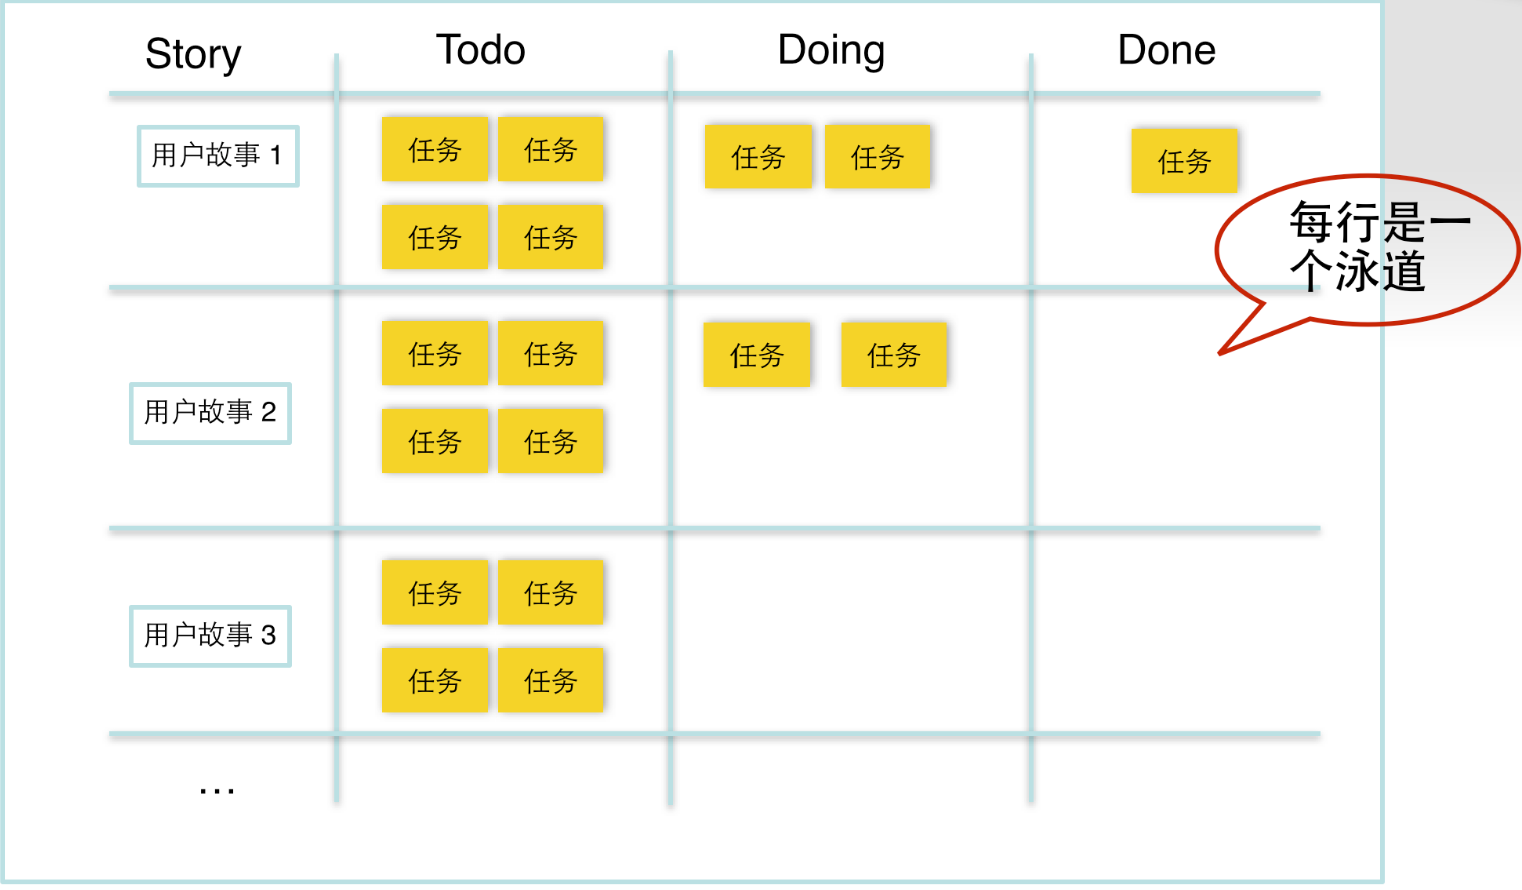 Story
Todo
Doing
Done
用户故事 1
任务 任务
任务 任务
任务 任务
任务
每行是一
个泳道
用户故事 2
任务 任务
任务 任务
任务 任务
用户故事 3
任务 任务
任务 任务
...